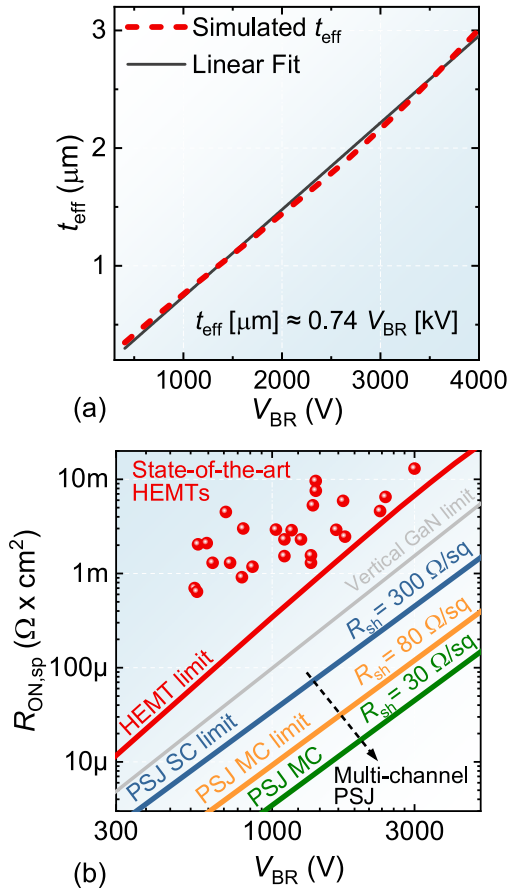 3
2
1
t_eff (μm)
Simulated t_eff
Linear Fit
t_eff [μm] ≈ 0.74 V_BR [kV]
1000 2000 3000 4000
V_BR (V)
(a)
10m
1m
100μ
10μ
R_ON,sp (Ω x cm²)
State-of-the-art
HEMTs
HEMT limit
Vertical GaN limit
PSJ SC limit
R_sh = 300 Ω/sq
PSJ MC limit
R_sh = 80 Ω/sq
PSJ MC
R_sh = 30 Ω/sq
Multi-channel
PSJ
300 1000 3000
V_BR (V)
(b)